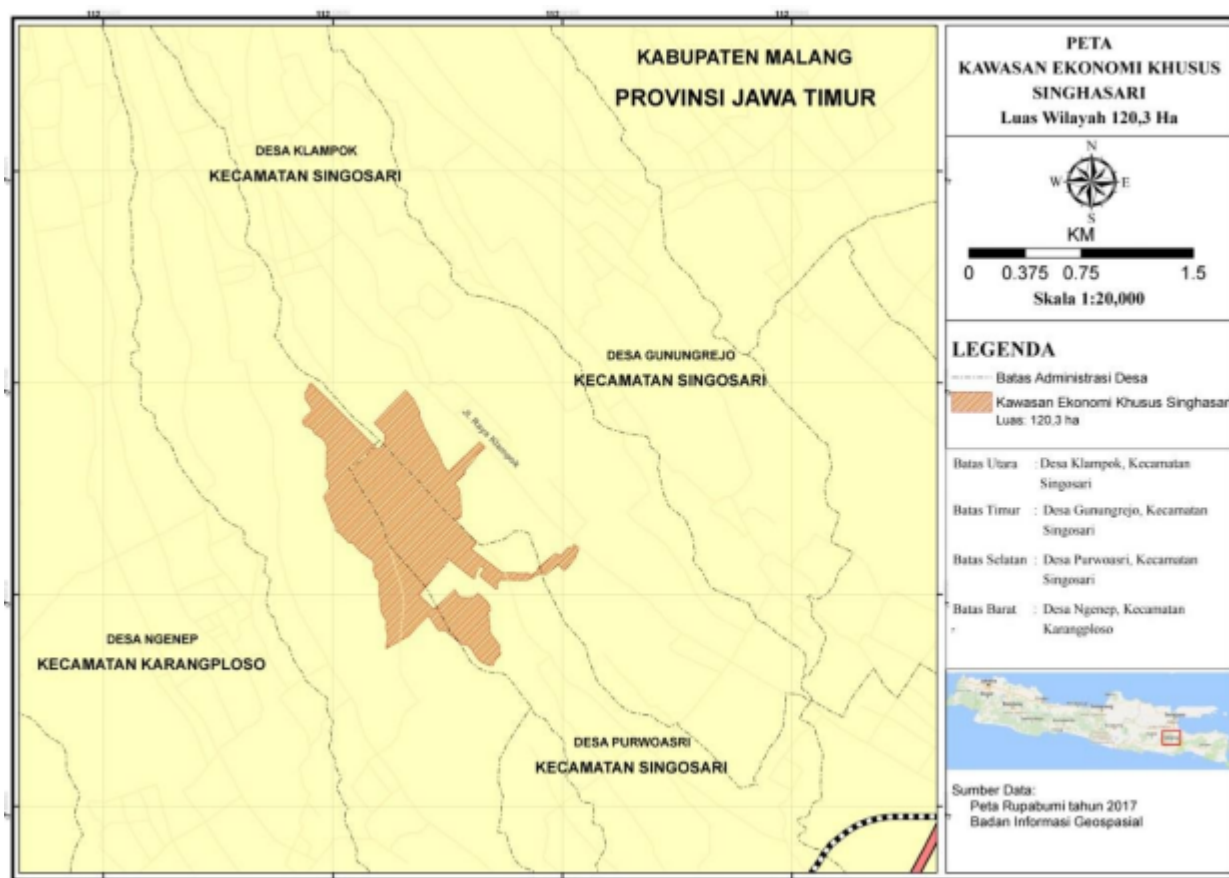 KABUPATEN MALANG
PROVINSI JAWA TIMUR
DESA KLAMPOK
KECAMATAN SINGOSARI
DESA GUNUNGREJO
KECAMATAN SINGOSARI
Jl. Raya Klampok
DESA NGENEP
KECAMATAN KARANGPLOSO
DESA PURWOASRI
KECAMATAN SINGOSARI
PETA
KAWASAN EKONOMI KHUSUS
SINGHASARI
Luas Wilayah 120,3 Ha
N
W E
S
KM
0 0.375 0.75 1.5
Skala 1:20,000
LEGENDA
Batas Administrasi Desa
Kawasan Ekonomi Khusus Singhasar
Luas: 120,3 ha
Batas Utara : Desa Klampok, Kecamatan
Singosari
Batas Timur : Desa Gunungrejo, Kecamatan
Singosari
Batas Selatan : Desa Purwoasri, Kecamatan
Singosari
Batas Barat : Desa Ngenep, Kecamatan
Karangploso
Sumber Data:
Peta Rupabumi tahun 2017
Badan Informasi Geospasial